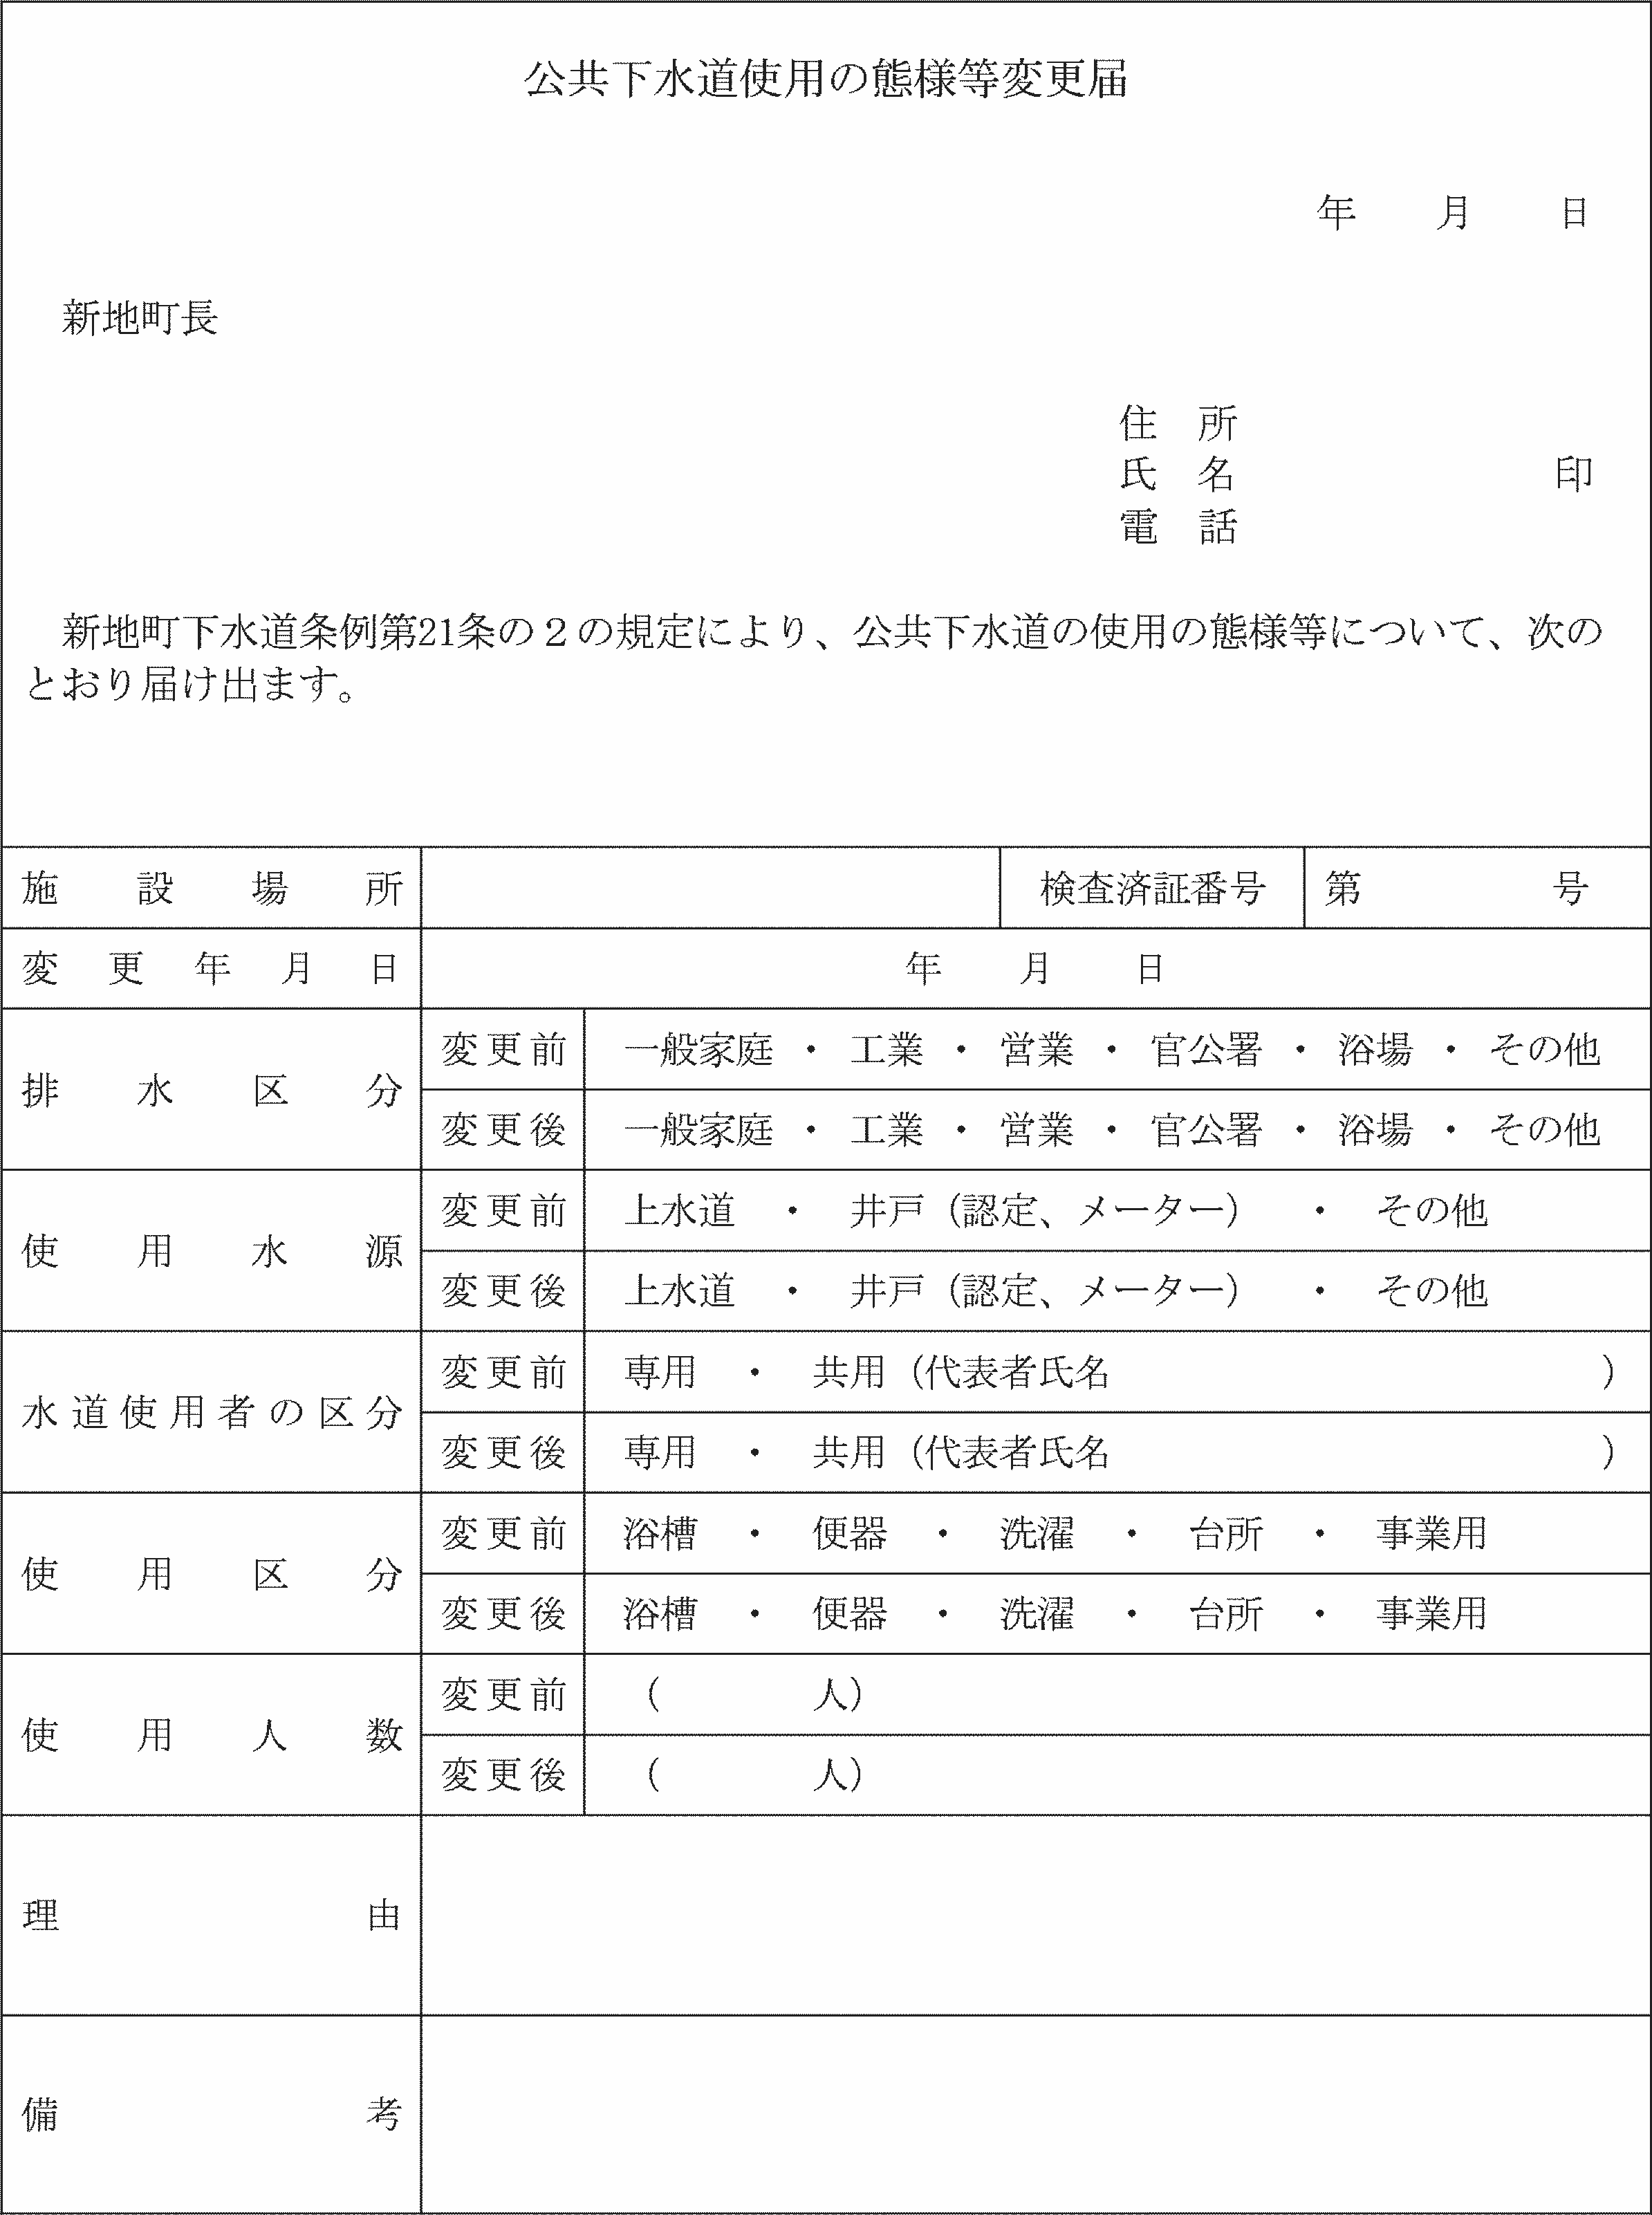 公共下水道使用の態様等変更届
年　　月　　日
新地町長
住　所
氏　名　　　　　　　　印
電　話
新地町下水道条例第21条の２の規定により、公共下水道の使用の態様等について、次の
とおり届け出ます。
施設場所　　検査済証番号　第　　　　　号
変更年月日　　年　　月　　日
排水区分
変更前　一般家庭 ・ 工業 ・ 営業 ・ 官公署 ・ 浴場 ・ その他
変更後　一般家庭 ・ 工業 ・ 営業 ・ 官公署 ・ 浴場 ・ その他
使用水源
変更前　上水道　・　井戸（認定、メーター）　・　その他
変更後　上水道　・　井戸（認定、メーター）　・　その他
水道使用者の区分
変更前　専用　・　共用（代表者氏名　　　　　　　　　　　　　）
変更後　専用　・　共用（代表者氏名　　　　　　　　　　　　　）
使用区分
変更前　浴槽　・　便器　・　洗濯　・　台所　・　事業用
変更後　浴槽　・　便器　・　洗濯　・　台所　・　事業用
使用人数
変更前　（　　　　人）
変更後　（　　　　人）
理由
備考